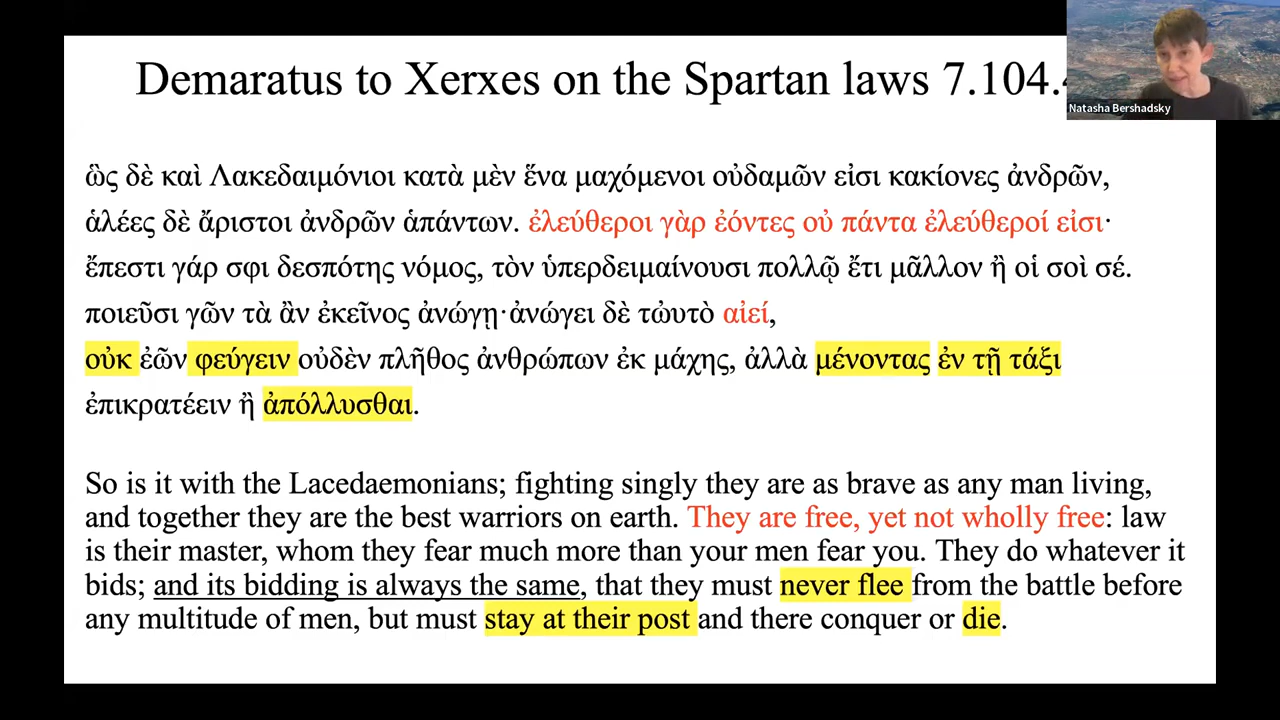 Demaratus to Xerxes on the Spartan laws 7.104.
Natasha Bershadsky
ὣς δὲ καὶ Λακεδαιμόνιοι κατὰ μὲν ἕνα μαχόμενοι οὐδαμῶν εἰσι κακίονες ἀνδρῶν,
ἁλέες δὲ ἄριστοι ἀνδρῶν ἁπάντων. ἐλεύθεροι γὰρ ἐόντες οὐ πάντα ἐλεύθεροί εἰσι·
ἔπεστι γάρ σφι δεσπότης νόμος, τὸν ὑπερδειμαίνουσι πολλῷ ἔτι μᾶλλον ἢ οἱ σοὶ σέ.
ποιεῦσι γῶν τὰ ἂν ἐκεῖνος ἀνώγῃ·ἀνώγει δὲ τὠυτὸ αἰεί,
οὐκ ἐῶν φεύγειν οὐδὲν πλῆθος ἀνθρώπων ἐκ μάχης, ἀλλὰ μένοντας ἐν τῇ τάξι
ἐπικρατέειν ἢ ἀπόλλυσθαι.
So is it with the Lacedaemonians; fighting singly they are as brave as any man living,
and together they are the best warriors on earth. They are free, yet not wholly free: law
is their master, whom they fear much more than your men fear you. They do whatever it
bids; and its bidding is always the same, that they must never flee from the battle before
any multitude of men, but must stay at their post and there conquer or die.